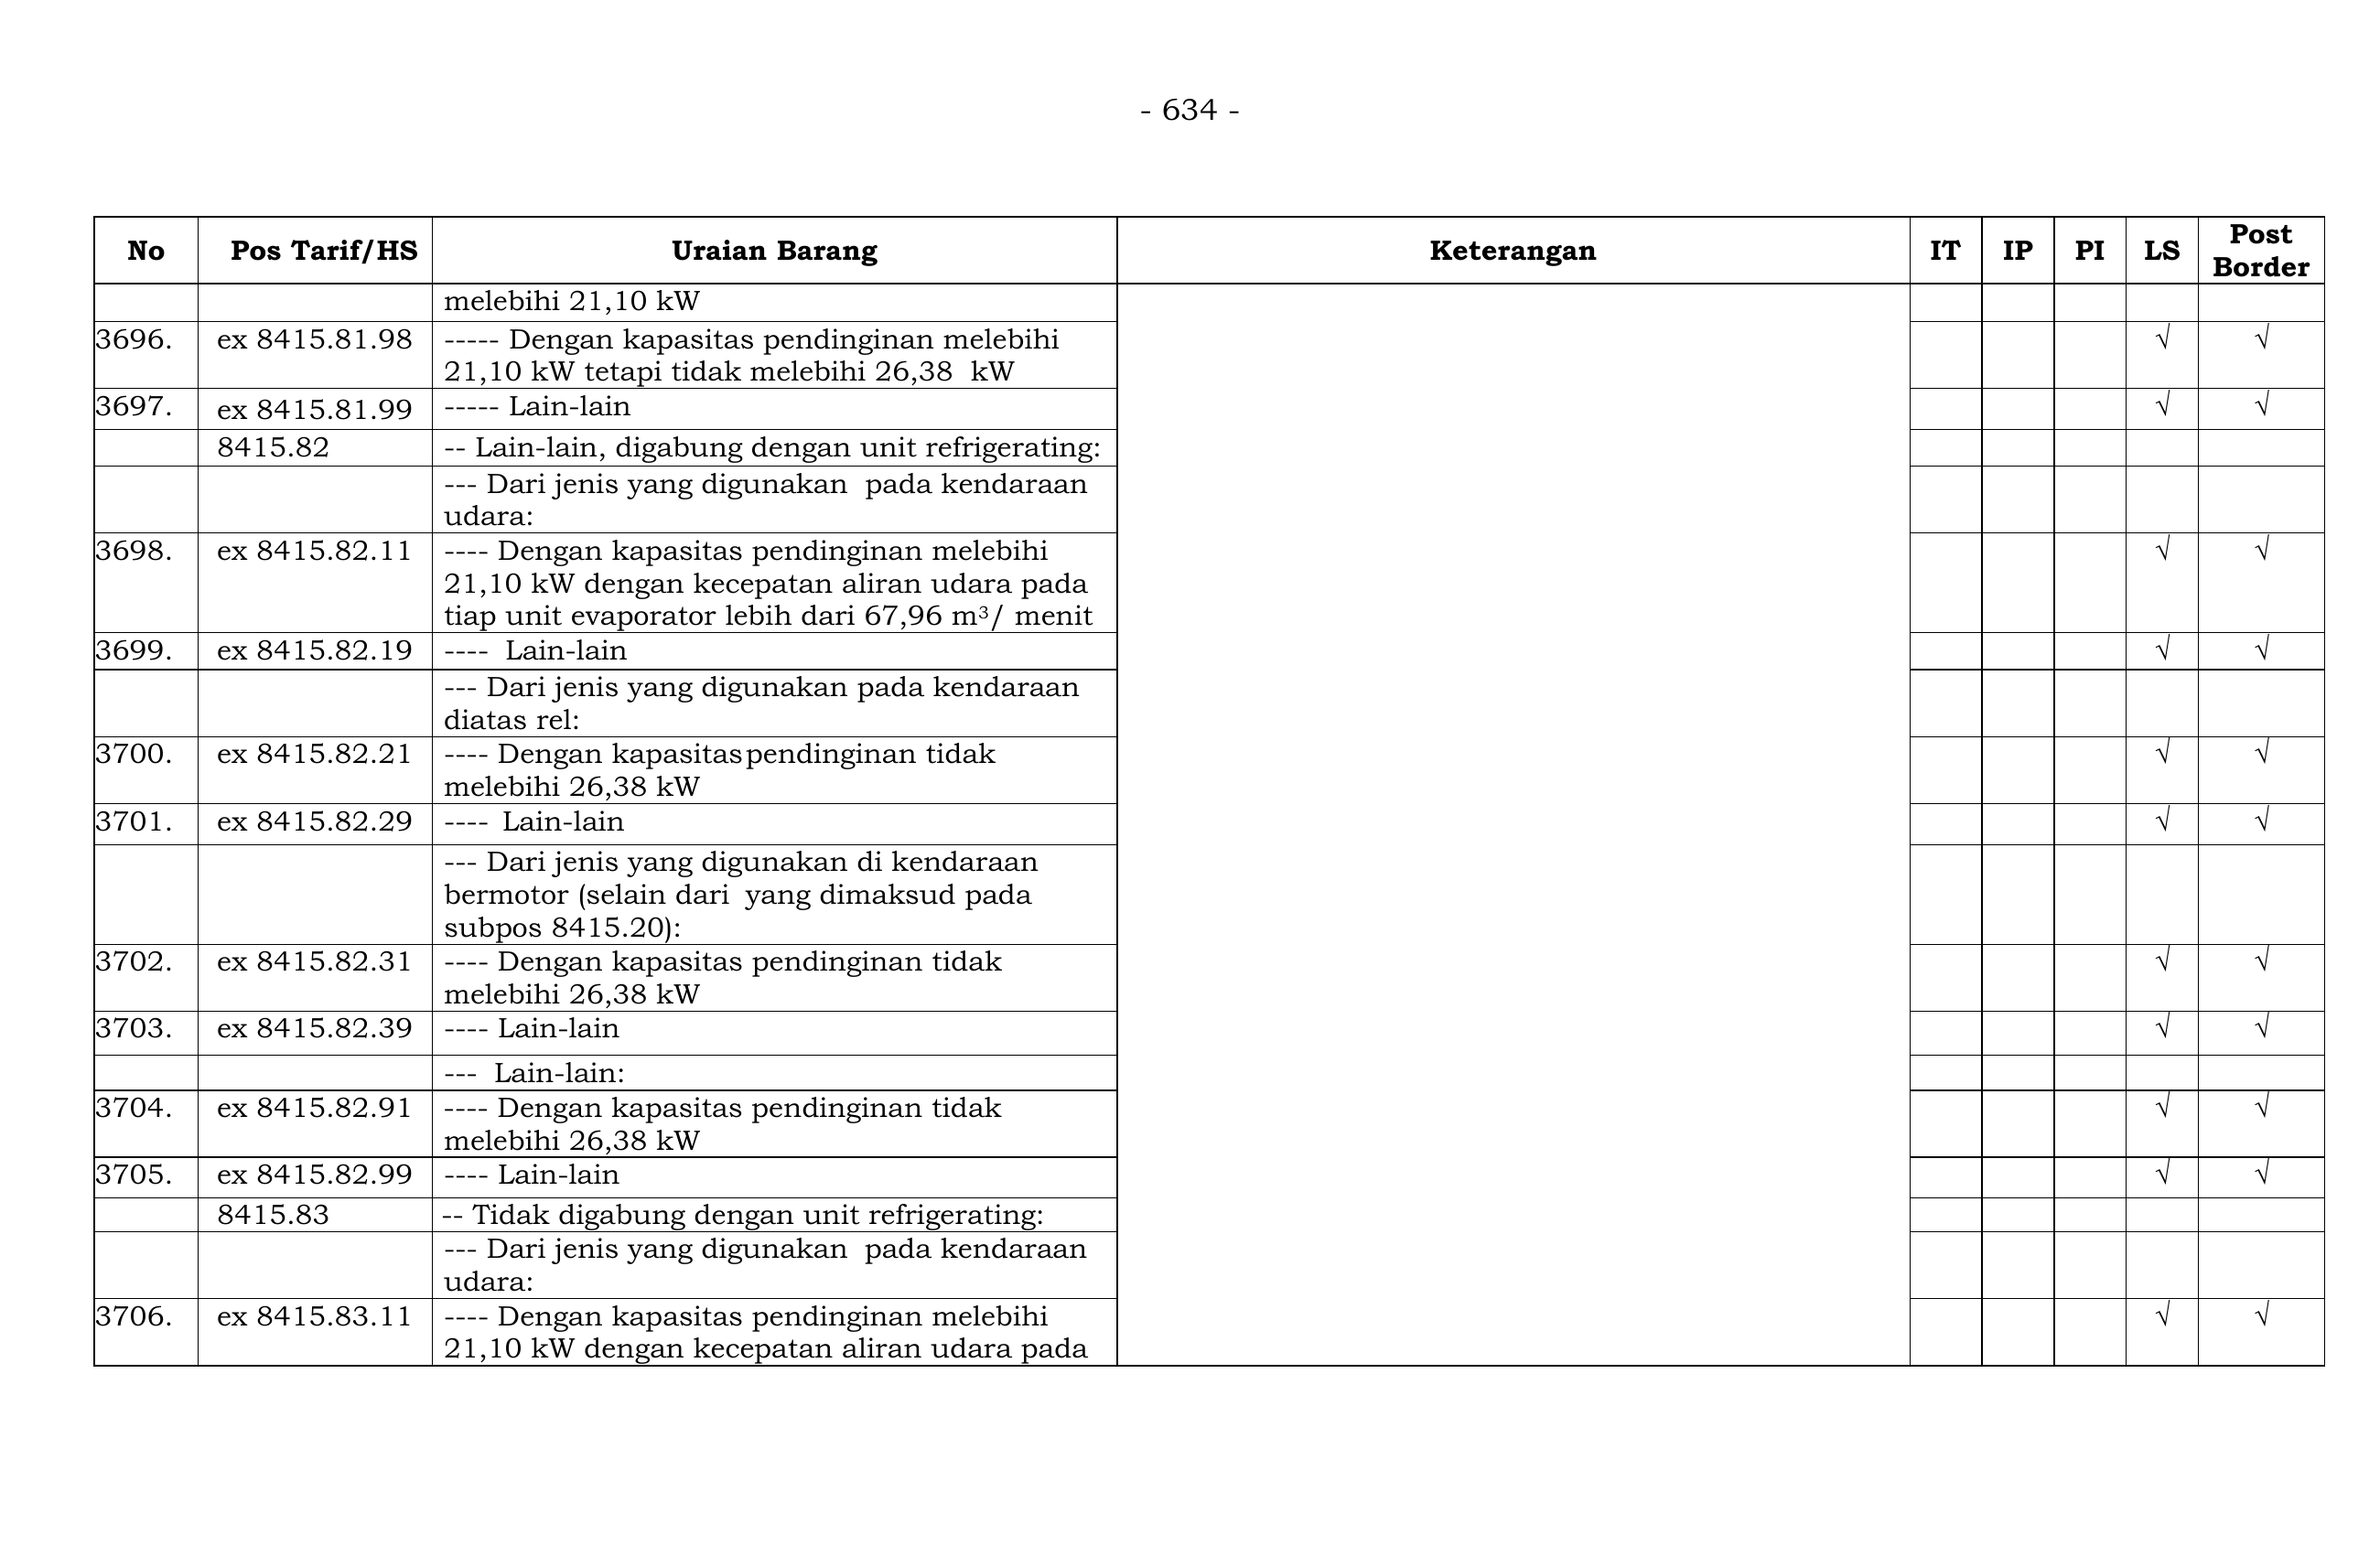 - 634 -
No Pos Tarif/HS Uraian Barang Keterangan IT IP PI LS Post Border
melebihi 21,10 kW
3696. ex 8415.81.98 ----- Dengan kapasitas pendinginan melebihi √ √
21,10 kW tetapi tidak melebihi 26,38 kW
3697. ex 8415.81.99 ----- Lain-lain √ √
8415.82 -- Lain-lain, digabung dengan unit refrigerating:
--- Dari jenis yang digunakan pada kendaraan
udara:
3698. ex 8415.82.11 ---- Dengan kapasitas pendinginan melebihi √ √
21,10 kW dengan kecepatan aliran udara pada
tiap unit evaporator lebih dari 67,96 m³/ menit
3699. ex 8415.82.19 ---- Lain-lain √ √
--- Dari jenis yang digunakan pada kendaraan
diatas rel:
3700. ex 8415.82.21 ---- Dengan kapasitas pendinginan tidak √ √
melebihi 26,38 kW
3701. ex 8415.82.29 ---- Lain-lain √ √
--- Dari jenis yang digunakan di kendaraan
bermotor (selain dari yang dimaksud pada
subpos 8415.20):
3702. ex 8415.82.31 ---- Dengan kapasitas pendinginan tidak √ √
melebihi 26,38 kW
3703. ex 8415.82.39 ---- Lain-lain √ √
--- Lain-lain:
3704. ex 8415.82.91 ---- Dengan kapasitas pendinginan tidak √ √
melebihi 26,38 kW
3705. ex 8415.82.99 ---- Lain-lain √ √
8415.83 -- Tidak digabung dengan unit refrigerating:
--- Dari jenis yang digunakan pada kendaraan
udara:
3706. ex 8415.83.11 ---- Dengan kapasitas pendinginan melebihi √ √
21,10 kW dengan kecepatan aliran udara pada